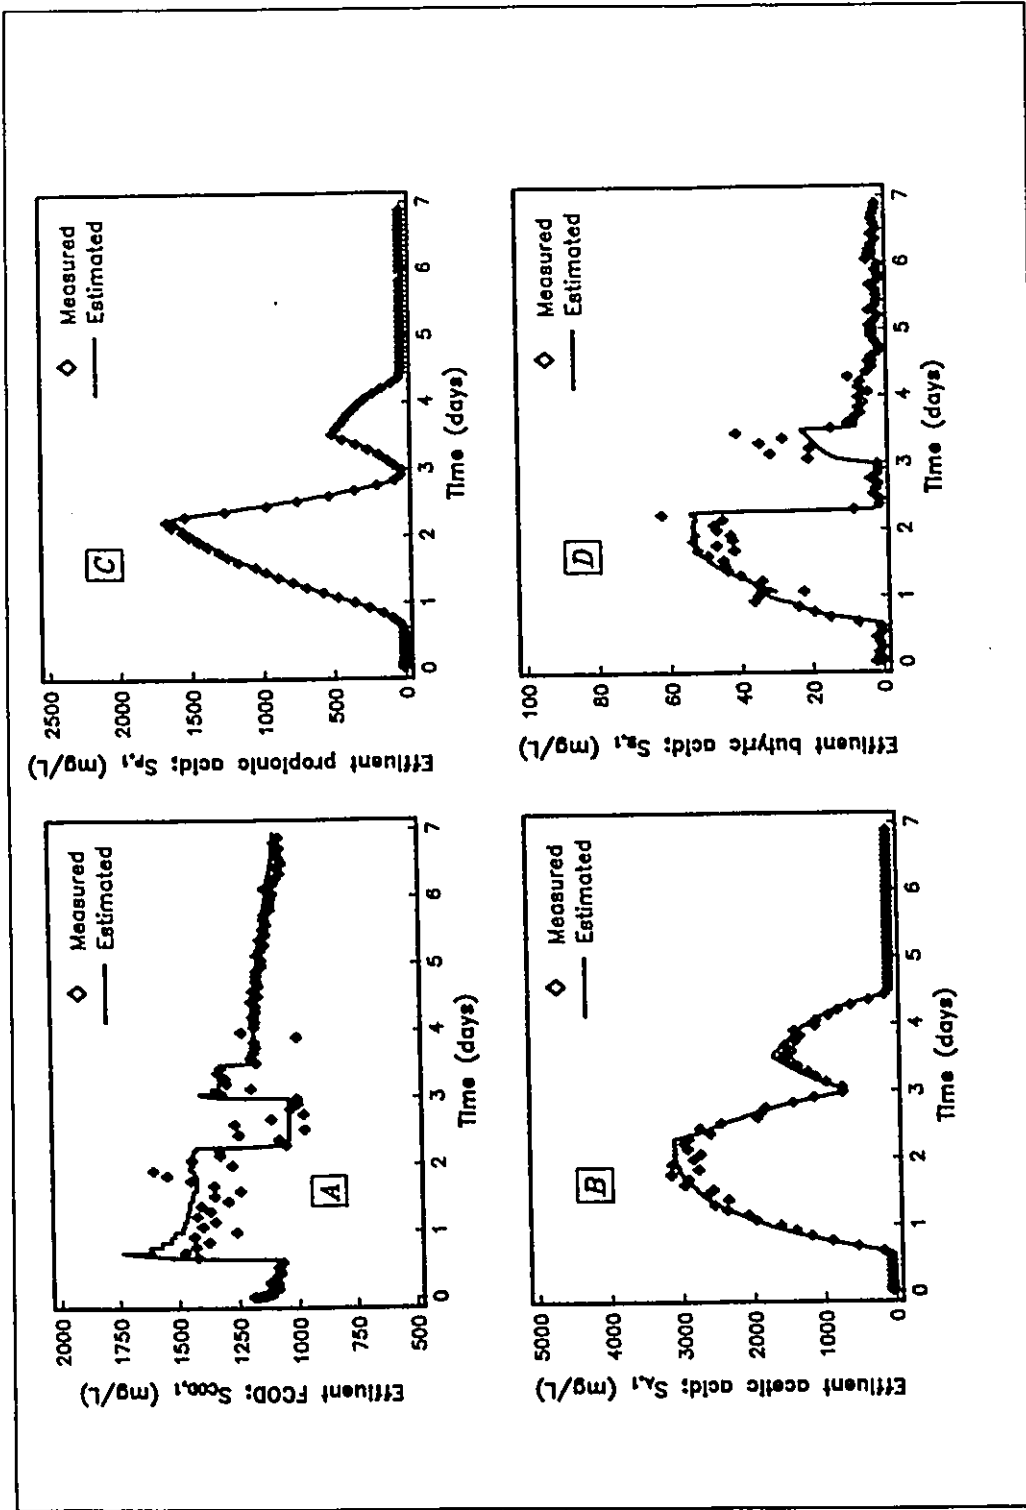 Effluent FCOD: S_COD,1 (mg/L)
2000
1750
1500
1250
1000
750
500
0 1 2 3 4 5 6 7
Time (days)
◇ Measured
— Estimated
A
Effluent propionic acid: S_P,1 (mg/L)
2500
2000
1500
1000
500
0
0 1 2 3 4 5 6 7
Time (days)
◇ Measured
— Estimated
C
Effluent acetic acid: S_A,1 (mg/L)
5000
4000
3000
2000
1000
0
0 1 2 3 4 5 6 7
Time (days)
◇ Measured
— Estimated
B
Effluent butyric acid: S_B,1 (mg/L)
100
80
60
40
20
0
0 1 2 3 4 5 6 7
Time (days)
◇ Measured
— Estimated
D